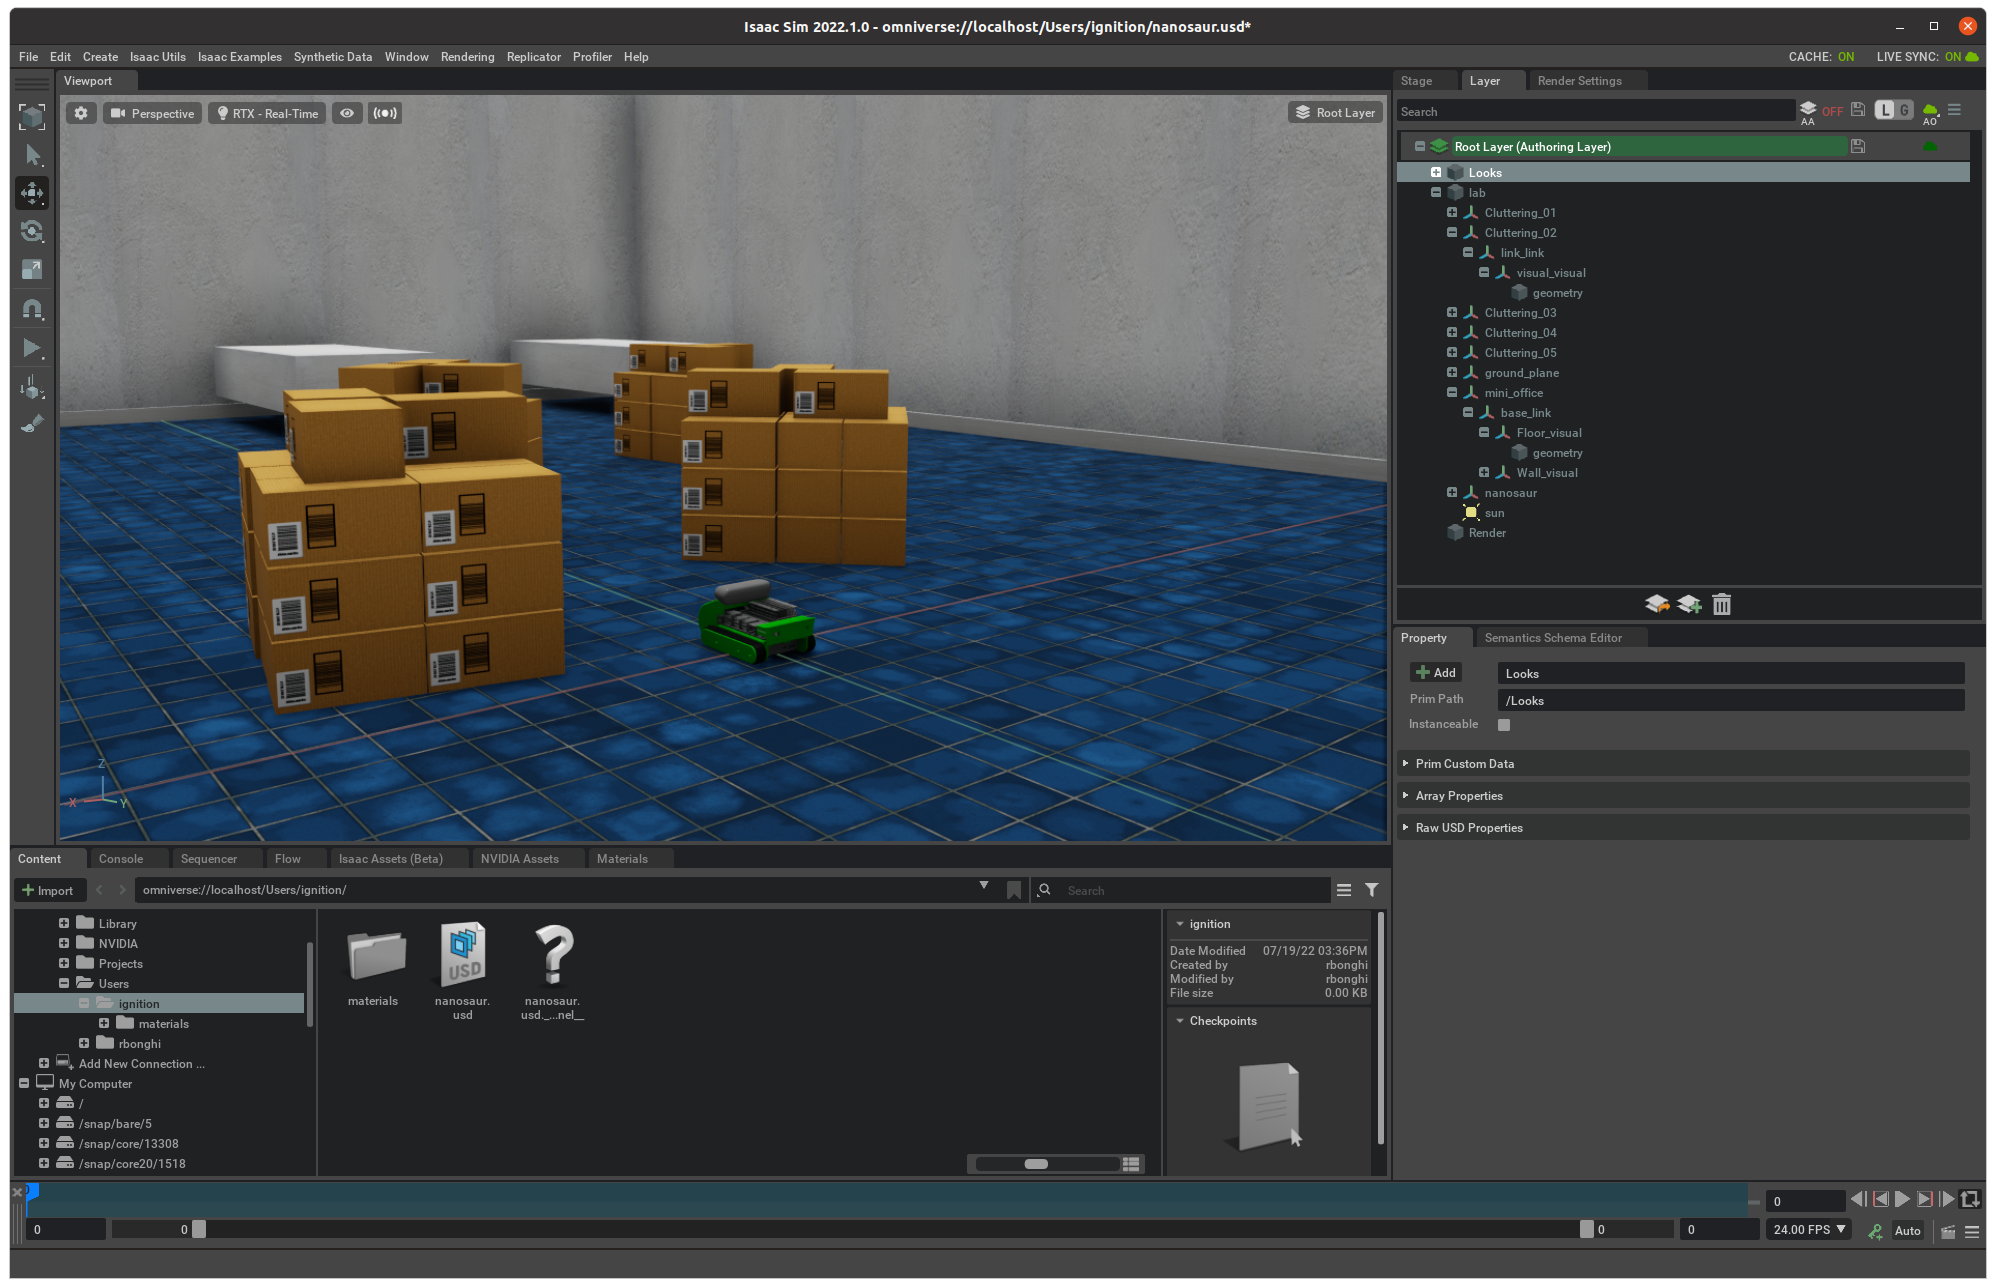 Isaac Sim 2022.1.0 - omniverse://localhost/Users/ignition/nanosaur.usd*
File Edit Create Isaac Utils Isaac Examples Synthetic Data Window Rendering Replicator Profiler Help
CACHE: ON LIVE SYNC: ON
Viewport
Perspective RTX - Real-Time
Root Layer
Z
X
Y
Stage Layer Render Settings
Search
AA OFF L G AO
Root Layer (Authoring Layer)
Looks
lab
Cluttering_01
Cluttering_02
link_link
visual_visual
geometry
Cluttering_03
Cluttering_04
Cluttering_05
ground_plane
mini_office
base_link
Floor_visual
geometry
Wall_visual
nanosaur
sun
Render
Property Semantics Schema Editor
Add Looks
Prim Path /Looks
Instanceable
Prim Custom Data
Array Properties
Raw USD Properties
Content Console Sequencer Flow Isaac Assets (Beta) NVIDIA Assets Materials
Import < > omniverse://localhost/Users/ignition/ Search
Library
NVIDIA
Projects
Users
ignition
materials
rbonghi
Add New Connection ...
My Computer
/
/snap/bare/5
/snap/core/13308
/snap/core20/1518
materials
USD
nanosaur.
usd
?
nanosaur.
usd._...nel__
ignition
Date Modified 07/19/22 03:36PM
Created by rbonghi
Modified by rbonghi
File size 0.00 KB
Checkpoints
0
0 0 0 0 24.00 FPS Auto